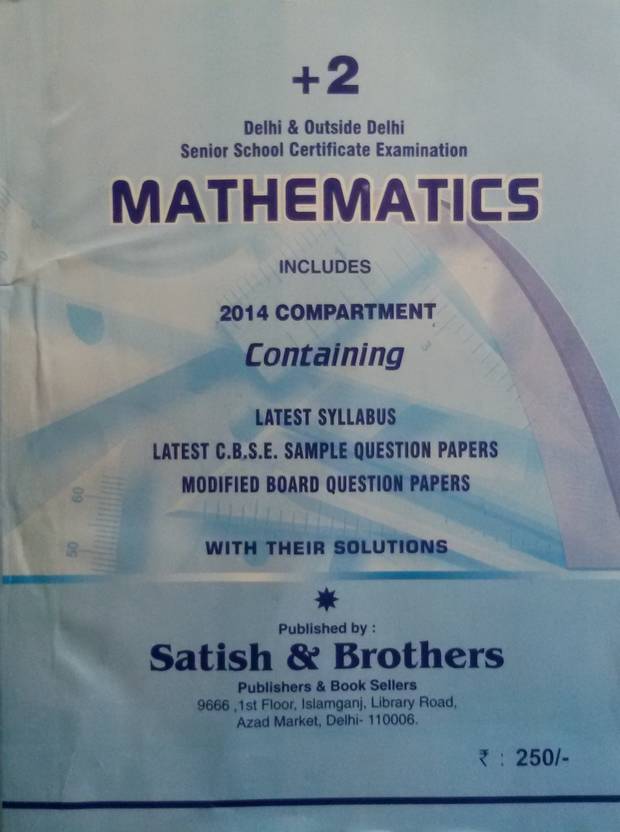 +2
Delhi & Outside Delhi
Senior School Certificate Examination
MATHEMATICS
INCLUDES
2014 COMPARTMENT
Containing
LATEST SYLLABUS
LATEST C.B.S.E. SAMPLE QUESTION PAPERS
MODIFIED BOARD QUESTION PAPERS
WITH THEIR SOLUTIONS
60
50
Published by :
Satish & Brothers
Publishers & Book Sellers
9666 ,1st Floor, Islamganj, Library Road,
Azad Market, Delhi- 110006.
₹ : 250/-